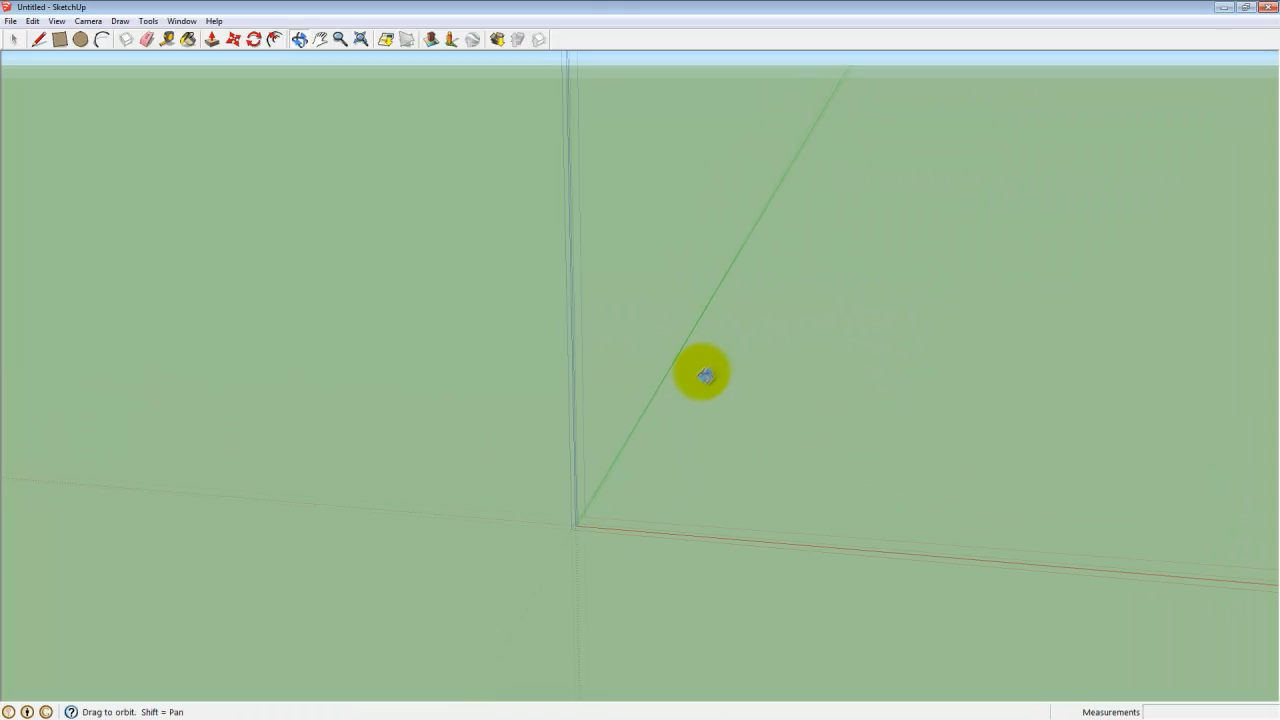 Untitled - SketchUp
File Edit View Camera Draw Tools Window Help
Drag to orbit. Shift = Pan
Measurements